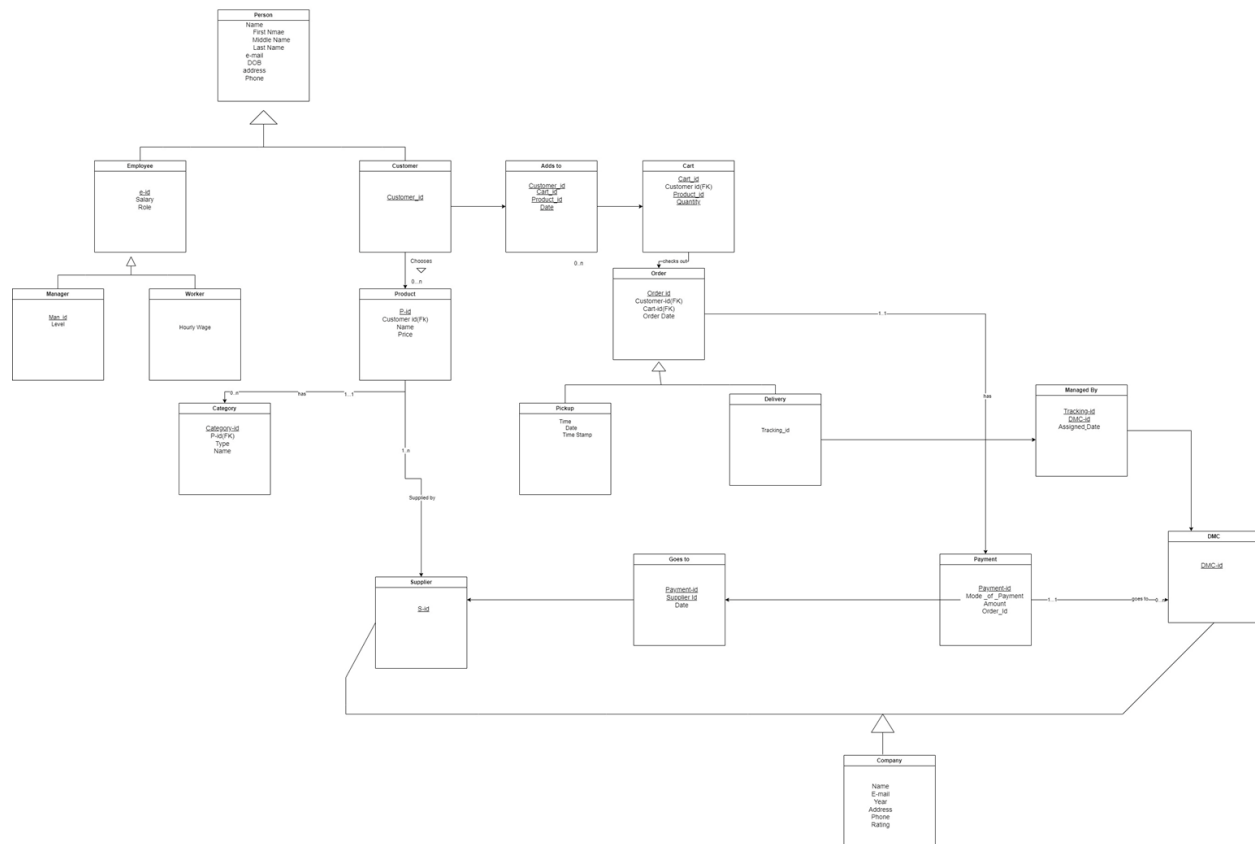 Person
Name
First Nmae
Middle Name
Last Name
e-mail
DOB
address
Phone
Employee
e-id
Salary
Role
Customer
Customer_id
Adds to
Customer_id
Cart_id
Product_id
Date
Cart
Cart_id
Customer id(FK)
Product_id
Quantity
Chooses
0...n
0..n
checks out
Manager
Man_id
Level
Worker
Hourly Wage
Product
P-id
Customer id(Fk)
Name
Price
Order
Order id
Customer-id(FK)
Cart-id(FK)
Order Date
1..1
has
0..n
has
1...1
Category
Category-id
P-id(FK)
Type
Name
Pickup
Time
Date
Time Stamp
Delivery
Tracking_id
Managed By
Tracking-id
DMC-id
Assigned_Date
1..n
Supplied by
Supplier
S-id
Goes to
Payment-id
Supplier Id
Date
Payment
Payment-id
Mode _of _Payment
Amount
Order_Id
1...1
goes to
0...n
DMC
DMC-id
Company
Name
E-mail
Year
Address
Phone
Rating